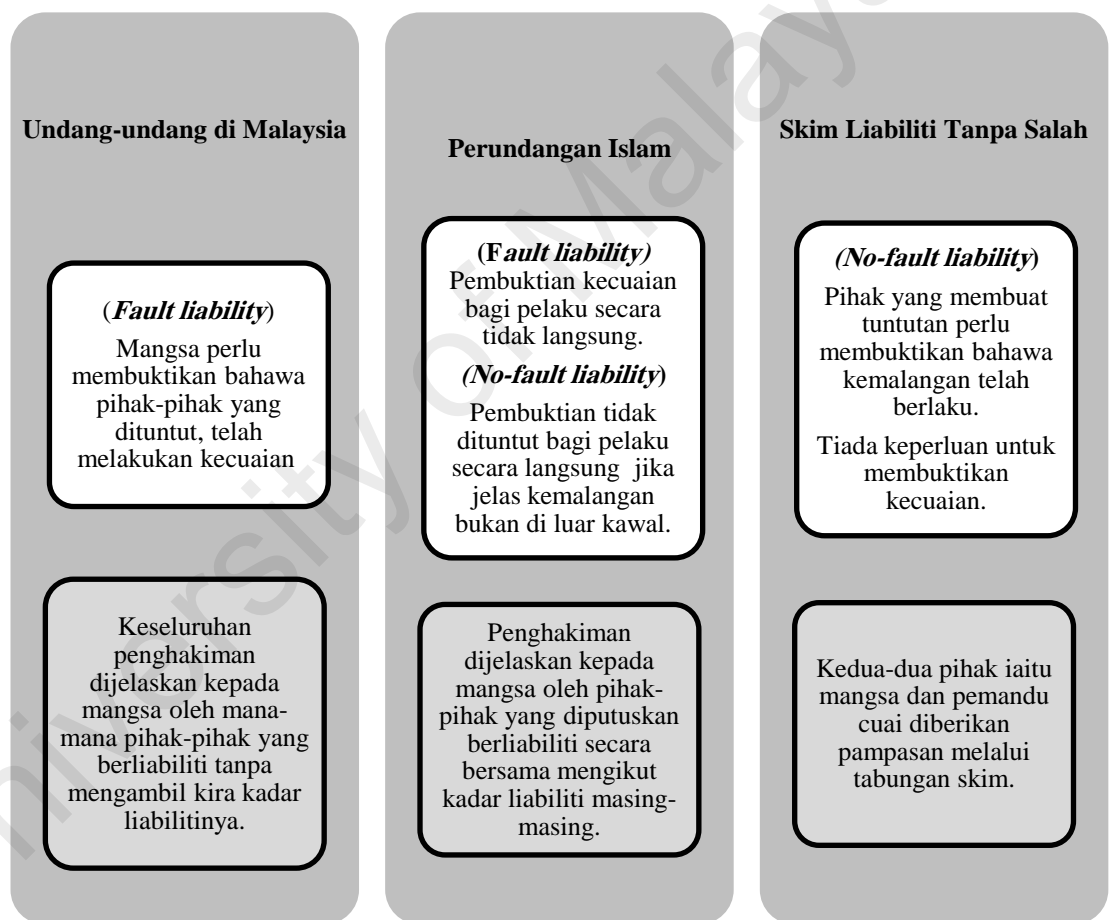 Undang-undang di Malaysia
(Fault liability)
Mangsa perlu
membuktikan bahawa
pihak-pihak yang
dituntut, telah
melakukan kecuaian
Keseluruhan
penghakiman
dijelaskan kepada
mangsa oleh mana-
mana pihak-pihak yang
berliabiliti tanpa
mengambil kira kadar
liabilitinya.
Perundangan Islam
(Fault liability)
Pembuktian kecuaian
bagi pelaku secara
tidak langsung.
(No-fault liability)
Pembuktian tidak
dituntut bagi pelaku
secara langsung jika
jelas kemalangan
bukan di luar kawal.
Penghakiman
dijelaskan kepada
mangsa oleh pihak-
pihak yang diputuskan
berliabiliti secara
bersama mengikut
kadar liabiliti masing-
masing.
Skim Liabiliti Tanpa Salah
(No-fault liability)
Pihak yang membuat
tuntutan perlu
membuktikan bahawa
kemalangan telah
berlaku.
Tiada keperluan untuk
membuktikan
kecuaian.
Kedua-dua pihak iaitu
mangsa dan pemandu
cuai diberikan
pampasan melalui
tabungan skim.
University of Malaya